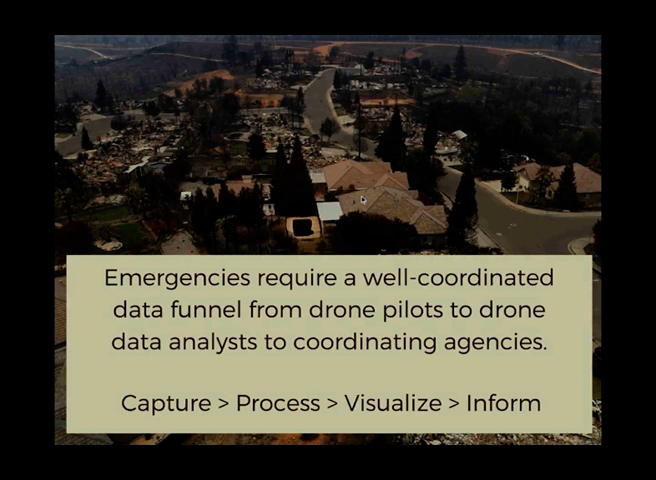 Emergencies require a well-coordinated
data funnel from drone pilots to drone
data analysts to coordinating agencies.
Capture > Process > Visualize > Inform